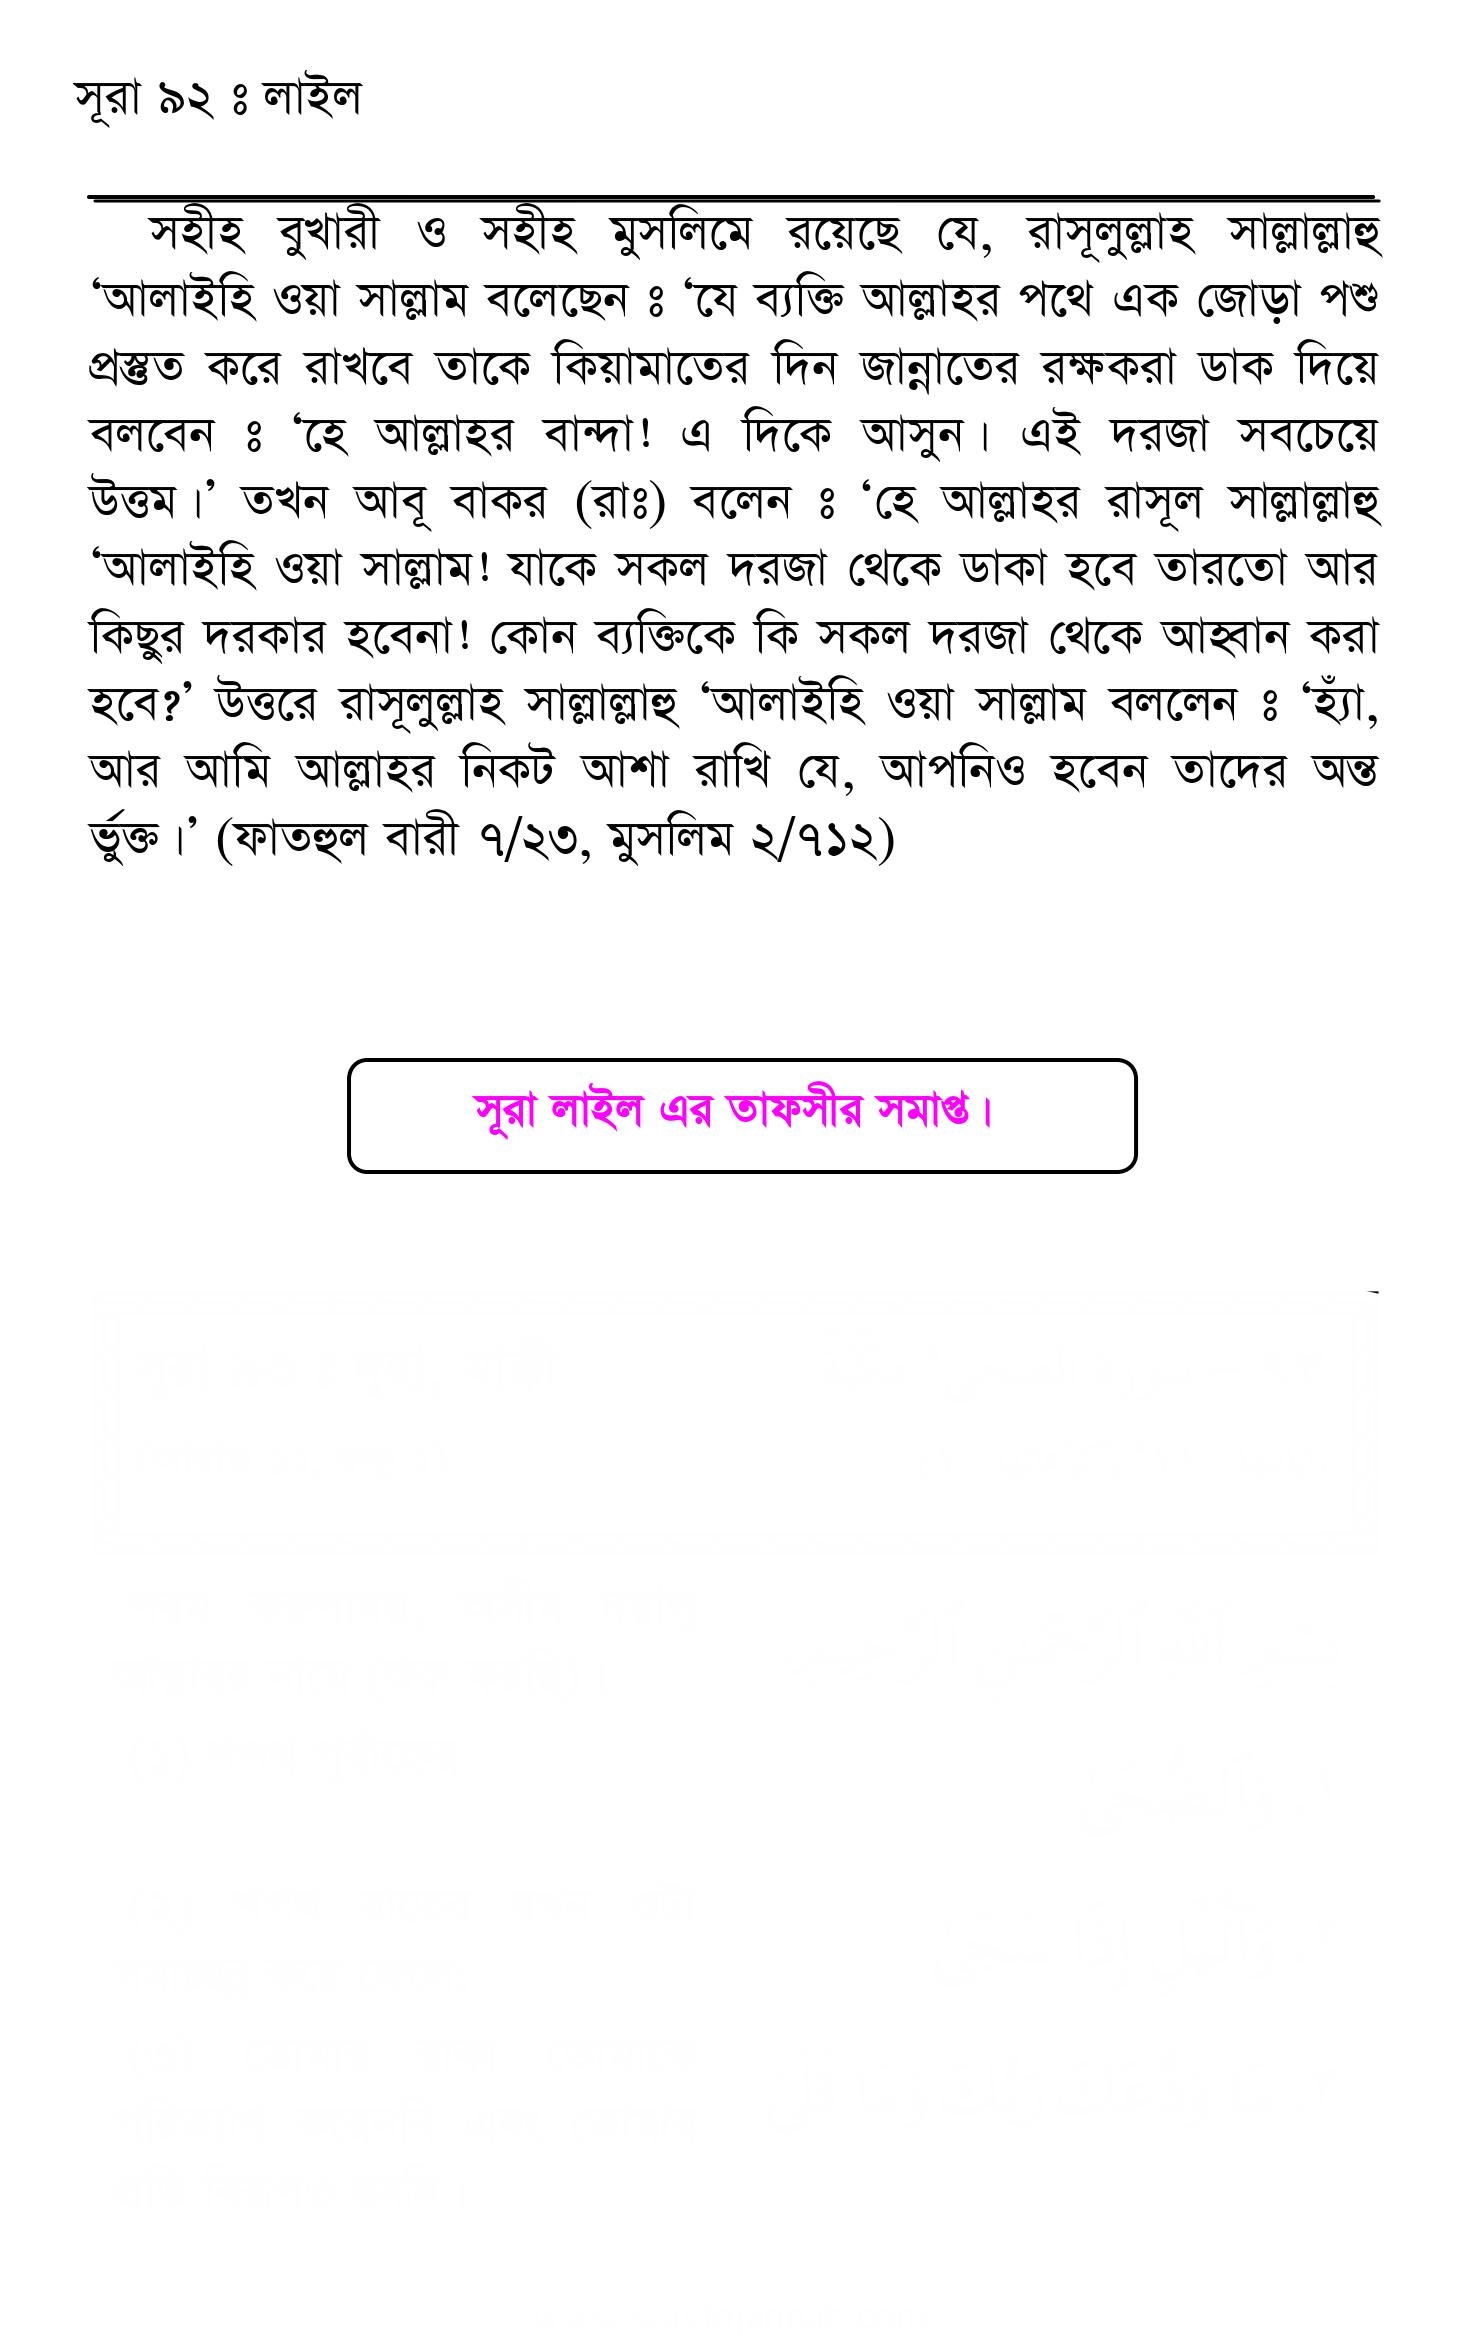 সূরা ৯২ ঃ লাইল
সহীহ বুখারী ও সহীহ মুসলিমে রয়েছে যে, রাসূলুল্লাহ সাল্লাল্লাহু
‘আলাইহি ওয়া সাল্লাম বলেছেন ঃ ‘যে ব্যক্তি আল্লাহর পথে এক জোড়া পশু
প্রস্তুত করে রাখবে তাকে কিয়ামাতের দিন জান্নাতের রক্ষকরা ডাক দিয়ে
বলবেন ঃ ‘হে আল্লাহর বান্দা! এ দিকে আসুন। এই দরজা সবচেয়ে
উত্তম।’ তখন আবূ বাকর (রাঃ) বলেন ঃ ‘হে আল্লাহর রাসূল সাল্লাল্লাহু
‘আলাইহি ওয়া সাল্লাম! যাকে সকল দরজা থেকে ডাকা হবে তারতো আর
কিছুর দরকার হবেনা! কোন ব্যক্তিকে কি সকল দরজা থেকে আহ্বান করা
হবে?’ উত্তরে রাসূলুল্লাহ সাল্লাল্লাহু ‘আলাইহি ওয়া সাল্লাম বললেন ঃ ‘হ্যাঁ,
আর আমি আল্লাহর নিকট আশা রাখি যে, আপনিও হবেন তাদের অন্ত
র্ভুক্ত।’ (ফাতহুল বারী ৭/২৩, মুসলিম ২/৭১২)
সূরা লাইল এর তাফসীর সমাপ্ত।